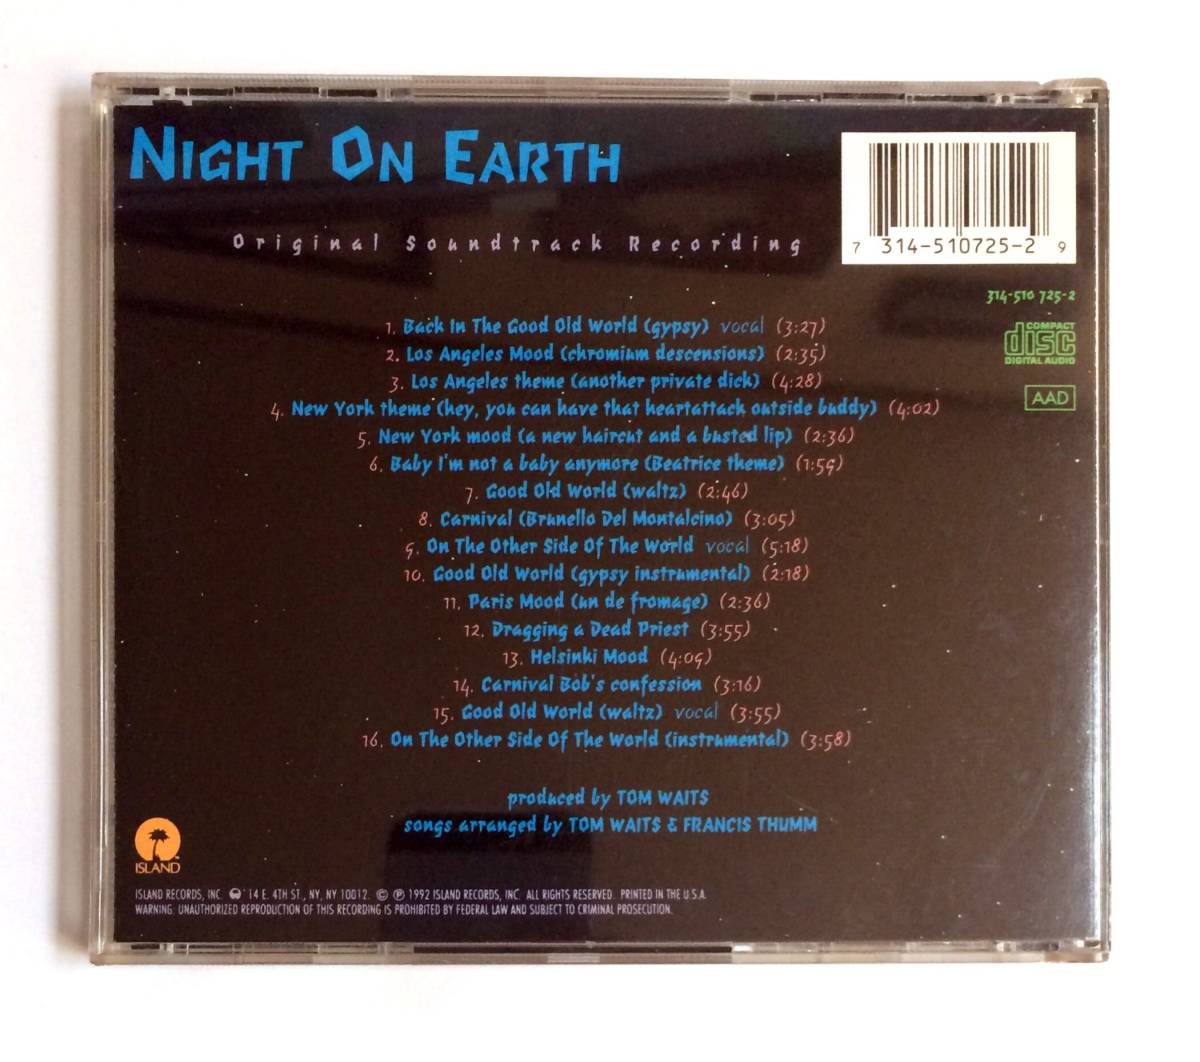 NIGHT ON EARTH
Original Soundtrack Recording
7 314-510725-2 9
314-510 725-2
COMPACT
disc
DIGITAL AUDIO
AAD
1. Back In The Good Old World (gypsy) vocal (3:27)
2. Los Angeles Mood (chromium descensions) (2:35)
3. Los Angeles theme (another private dick) (4:28)
4. New York theme (hey, you can have that heartattack outside buddy) (4:02)
5. New York mood (a new haircut and a busted lip) (2:36)
6. Baby I'm not a baby anymore (Beatrice theme) (1:59)
7. Good Old World (waltz) (2:46)
8. Carnival (Brunello Del Montalcino) (3:05)
9. On The Other Side Of The World vocal (5:18)
10. Good Old World (gypsy instrumental) (2:18)
11. Paris Mood (un de fromage) (2:36)
12. Dragging a Dead Priest (3:55)
13. Helsinki Mood (4:09)
14. Carnival Bob's confession (3:16)
15. Good Old World (waltz) vocal (3:55)
16. On The Other Side Of The World (instrumental) (3:58)
produced by TOM WAITS
songs arranged by TOM WAITS & FRANCIS THUMM
ISLAND
ISLAND RECORDS, INC. 14 E. 4TH ST., NY, NY 10012. © ℗ 1992 ISLAND RECORDS, INC. ALL RIGHTS RESERVED. PRINTED IN THE U.S.A.
WARNING: UNAUTHORIZED REPRODUCTION OF THIS RECORDING IS PROHIBITED BY FEDERAL LAW AND SUBJECT TO CRIMINAL PROSECUTION.